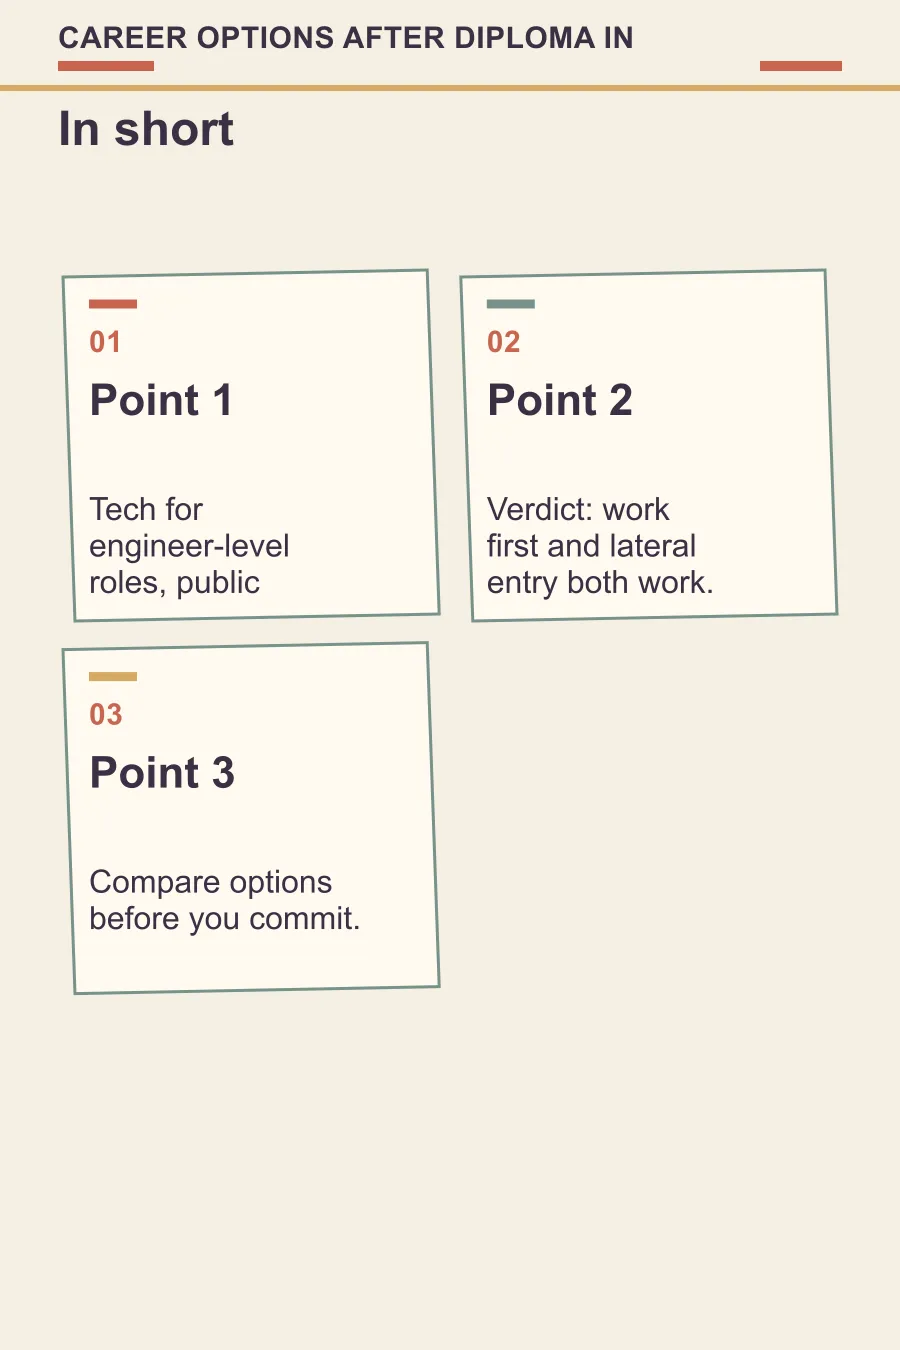 CAREER OPTIONS AFTER DIPLOMA IN
In short
01
Point 1
Tech for
engineer-level
roles, public
02
Point 2
Verdict: work
first and lateral
entry both work.
03
Point 3
Compare options
before you commit.